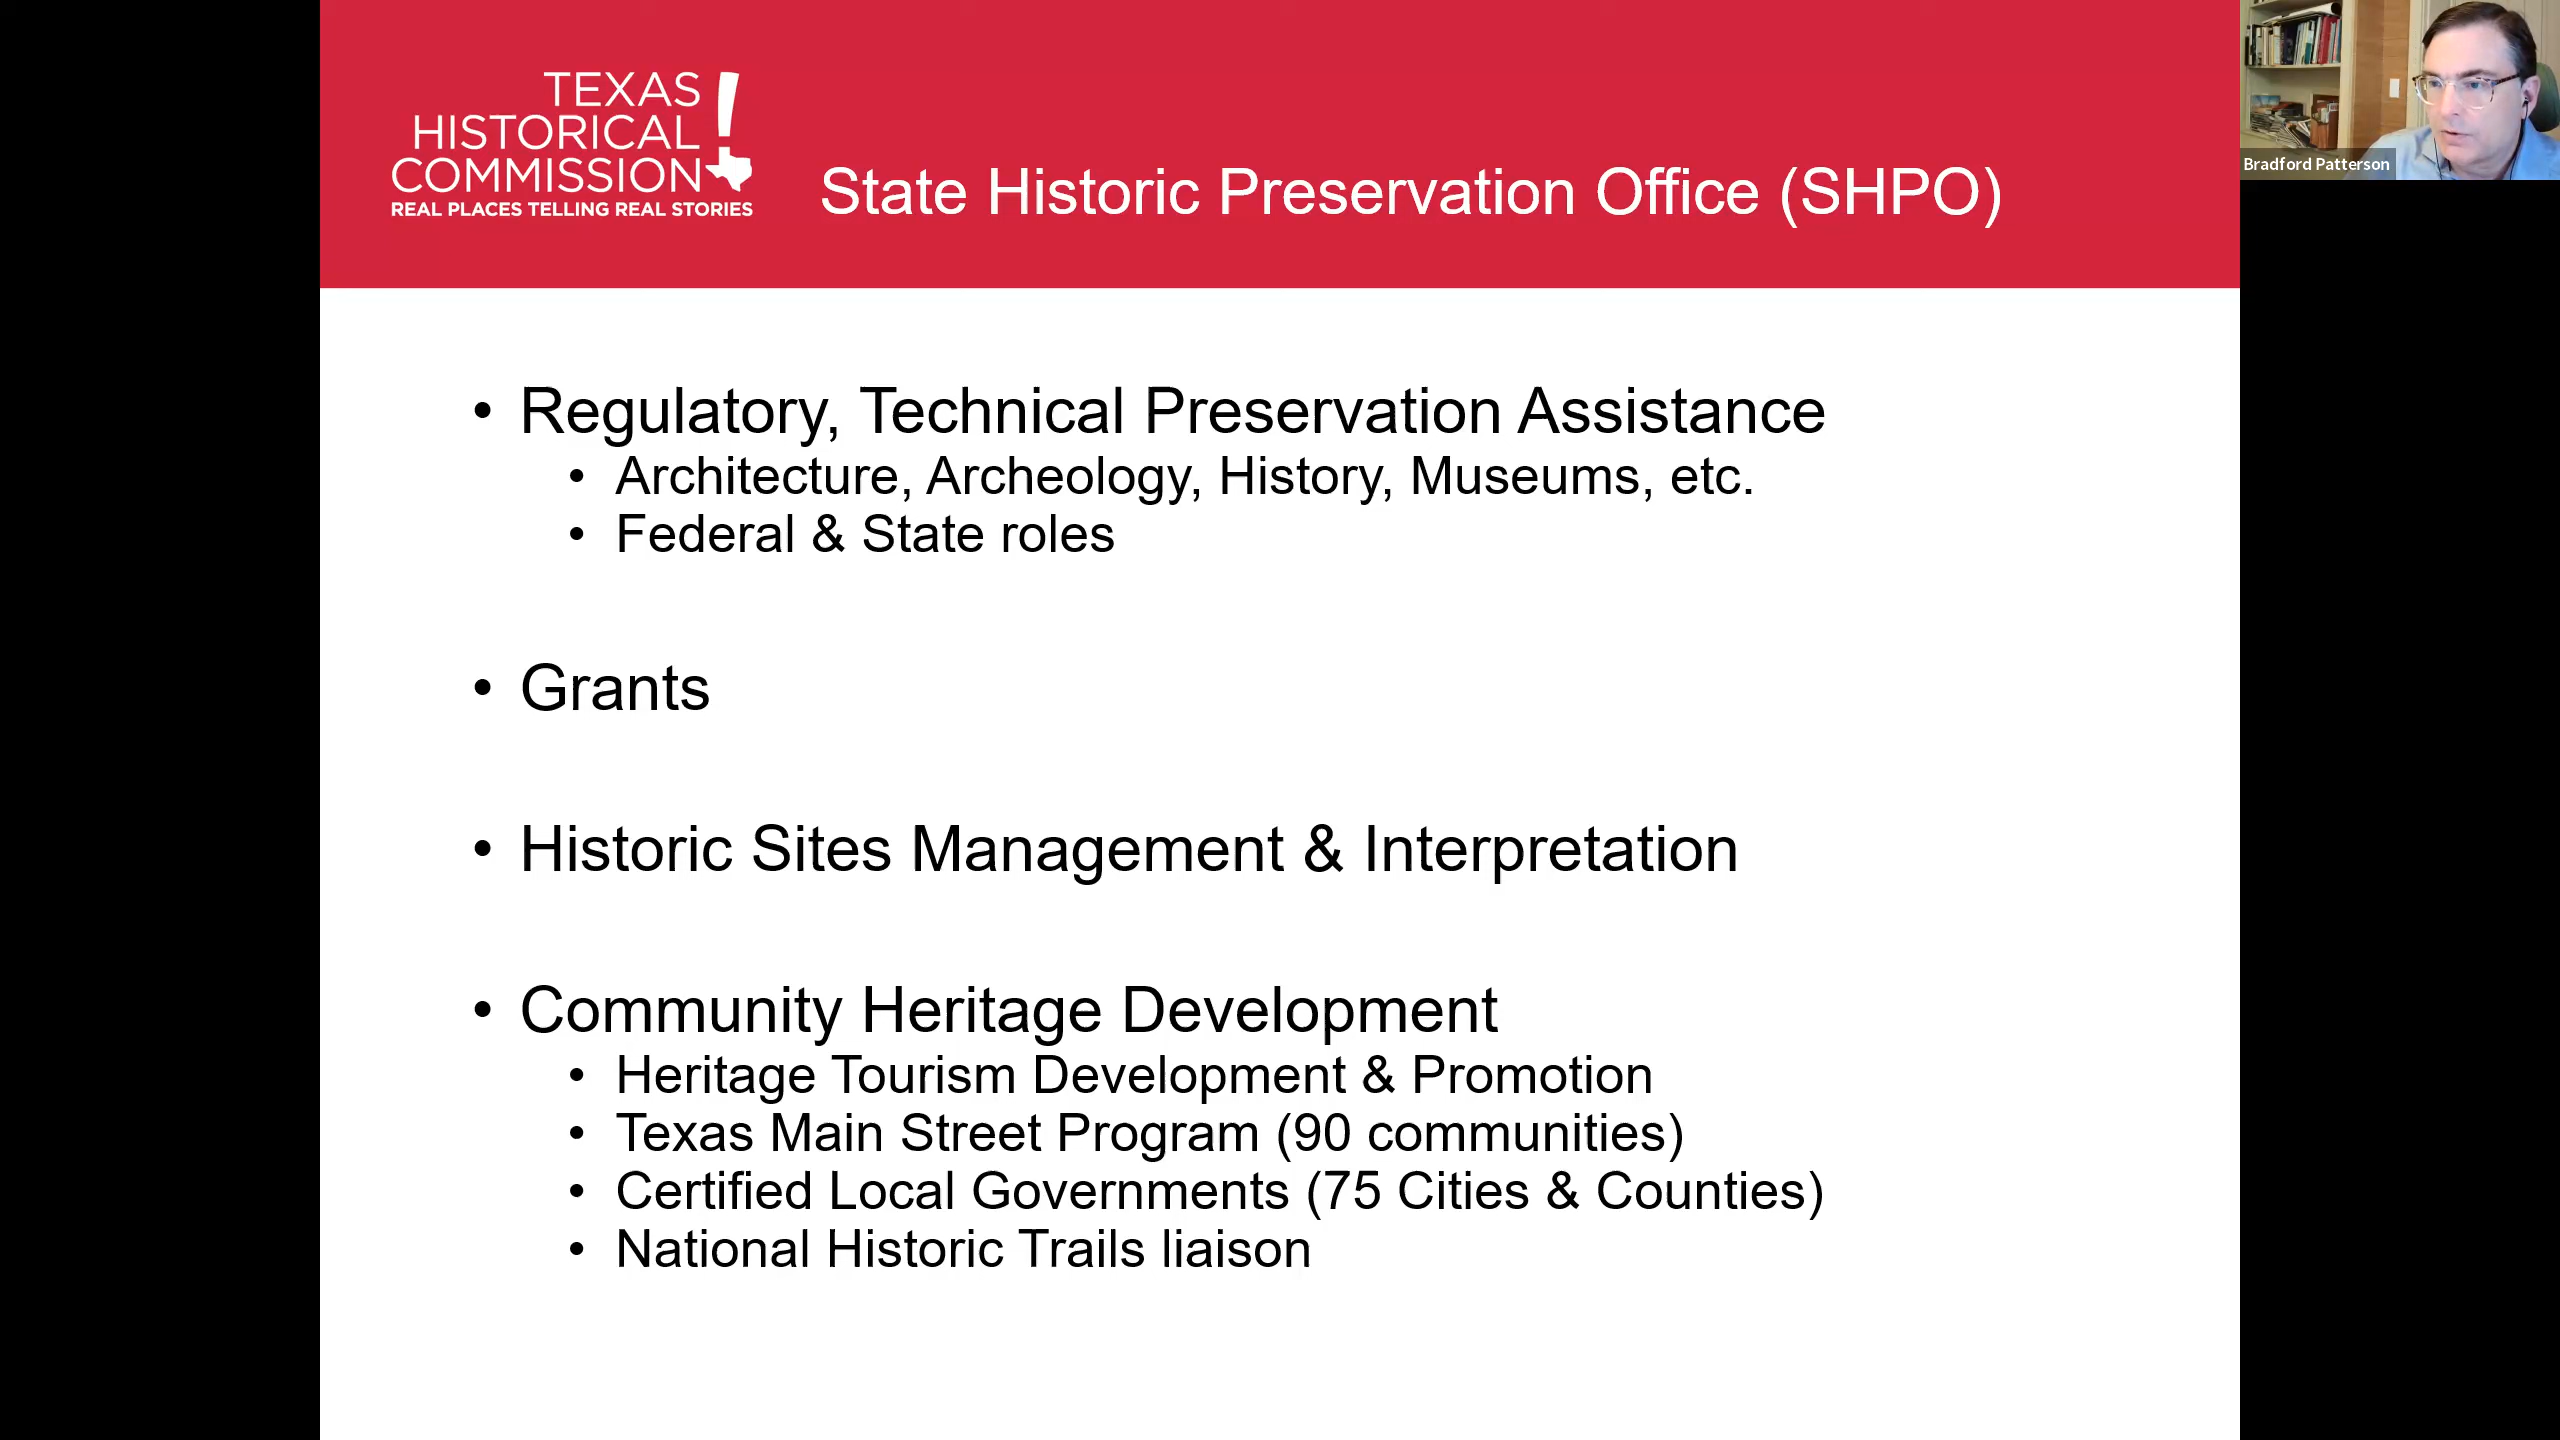 TEXAS
HISTORICAL
COMMISSION
REAL PLACES TELLING REAL STORIES
State Historic Preservation Office (SHPO)
Bradford Patterson
• Regulatory, Technical Preservation Assistance
• Architecture, Archeology, History, Museums, etc.
• Federal & State roles
• Grants
• Historic Sites Management & Interpretation
• Community Heritage Development
• Heritage Tourism Development & Promotion
• Texas Main Street Program (90 communities)
• Certified Local Governments (75 Cities & Counties)
• National Historic Trails liaison